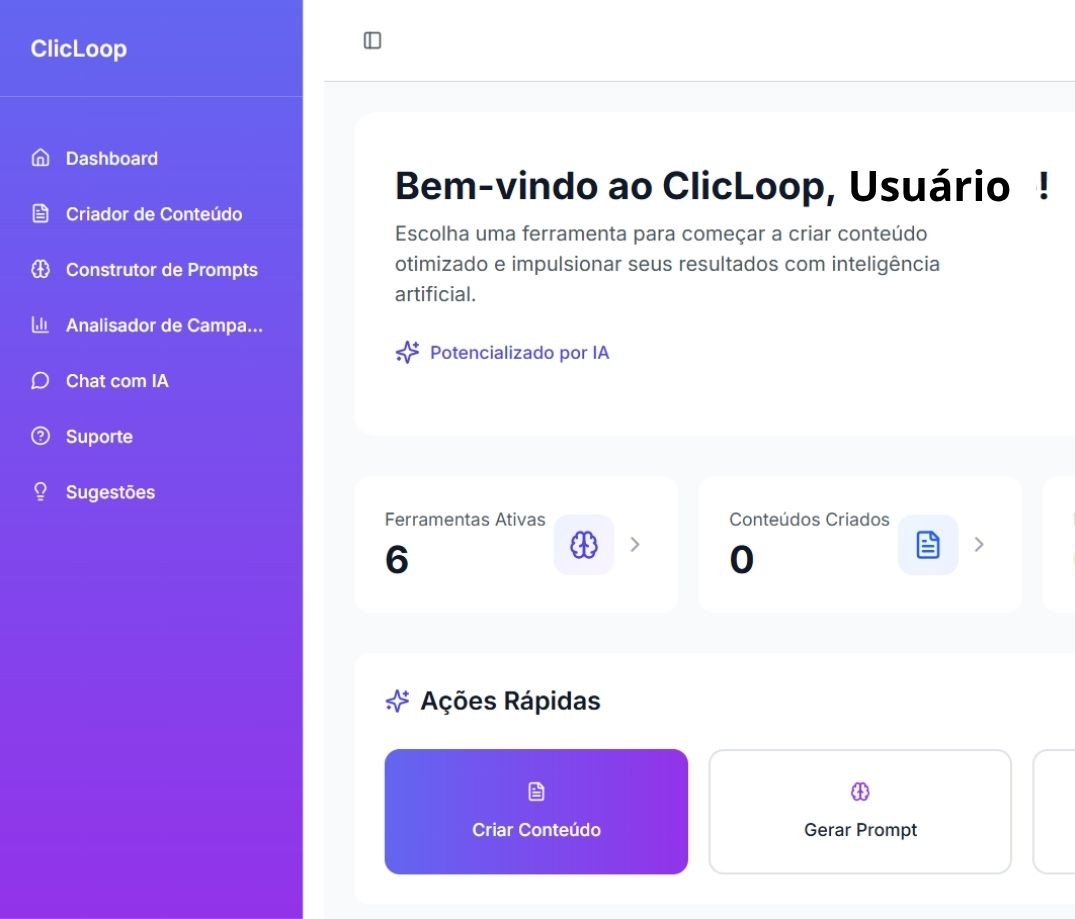 ClicLoop
Dashboard
Criador de Conteúdo
Construtor de Prompts
Analisador de Campa...
Chat com IA
Suporte
Sugestões
Bem-vindo ao ClicLoop, Usuário !
Escolha uma ferramenta para começar a criar conteúdo
otimizado e impulsionar seus resultados com inteligência
artificial.
Potencializado por IA
Ferramentas Ativas
6
Conteúdos Criados
0
Ações Rápidas
Criar Conteúdo
Gerar Prompt